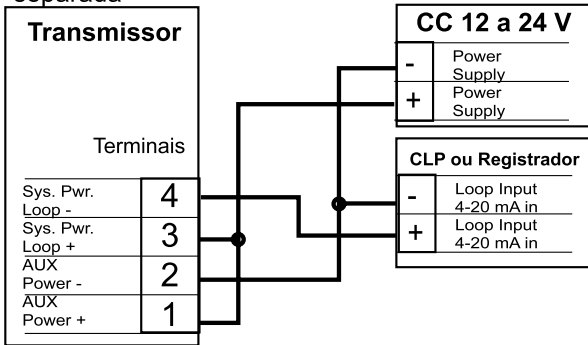 separada
Transmissor
Terminais
Sys. Pwr.
Loop -
4
Sys. Pwr.
Loop +
3
AUX
Power -
2
AUX
Power +
1
CC 12 a 24 V
-
Power
Supply
+
Power
Supply
CLP ou Registrador
-
Loop Input
4-20 mA in
+
Loop Input
4-20 mA in